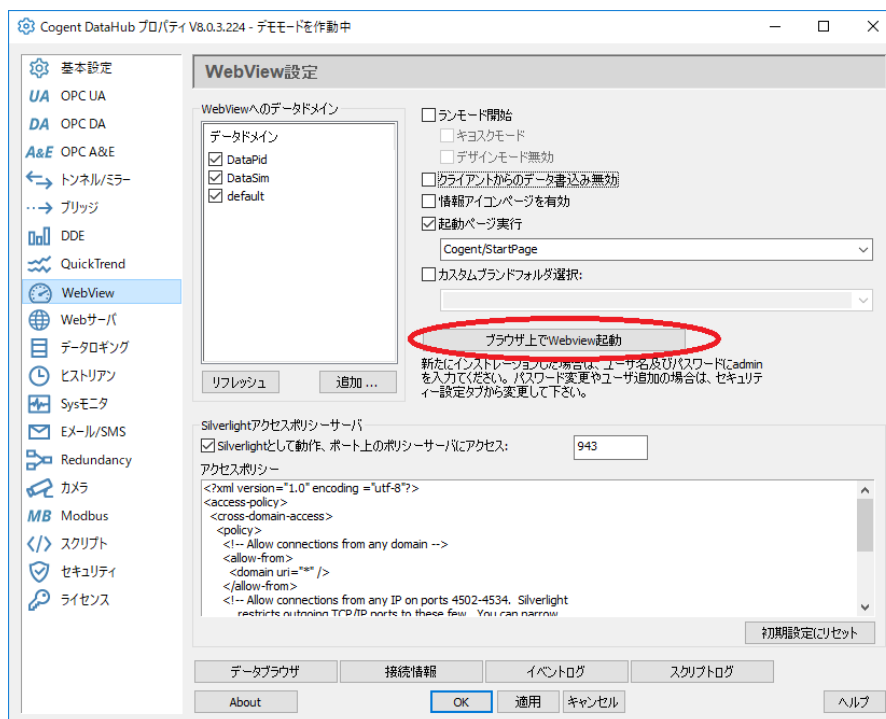 Cogent DataHub プロパティ V8.0.3.224 - デモモードを作動中
基本設定
UA OPC UA
DA OPC DA
A&E OPC A&E
トンネル/ミラー
ブリッジ
DDE
QuickTrend
WebView
Webサーバ
データロギング
ヒストリアン
Sysモニタ
Eメール/SMS
Redundancy
カメラ
MB Modbus
スクリプト
セキュリティ
ライセンス
WebView設定
WebViewへのデータドメイン
データドメイン
DataPid
DataSim
default
リフレッシュ
追加 ...
ランモード開始
キヨスクモード
デザインモード無効
クライアントからのデータ書込み無効
情報アイコンページを有効
起動ページ実行
Cogent/StartPage
カスタムブランドフォルダ選択:
ブラウザ上でWebview起動
新たにインストレーションした場合は、ユーザ名及びパスワードにadmin
を入力てください。パスワード変更やユーザ追加の場合は、セキュリテ
ィー設定タブから変更して下さい。
Silverlightアクセスポリシーサーバ
Silverlightとして動作、ポート上のポリシーサーバにアクセス:
943
アクセスポリシー
<?xml version="1.0" encoding ="utf-8"?>
<access-policy>
<cross-domain-access>
<policy>
<!-- Allow connections from any domain -->
<allow-from>
<domain uri="*" />
</allow-from>
<!-- Allow connections from any IP on ports 4502-4534. Silverlight
restricts outgoing TCP/IP ports to these few. You can narrow
初期設定にリセット
データブラウザ
接続情報
イベントログ
スクリプトログ
About
OK
適用
キャンセル
ヘルプ